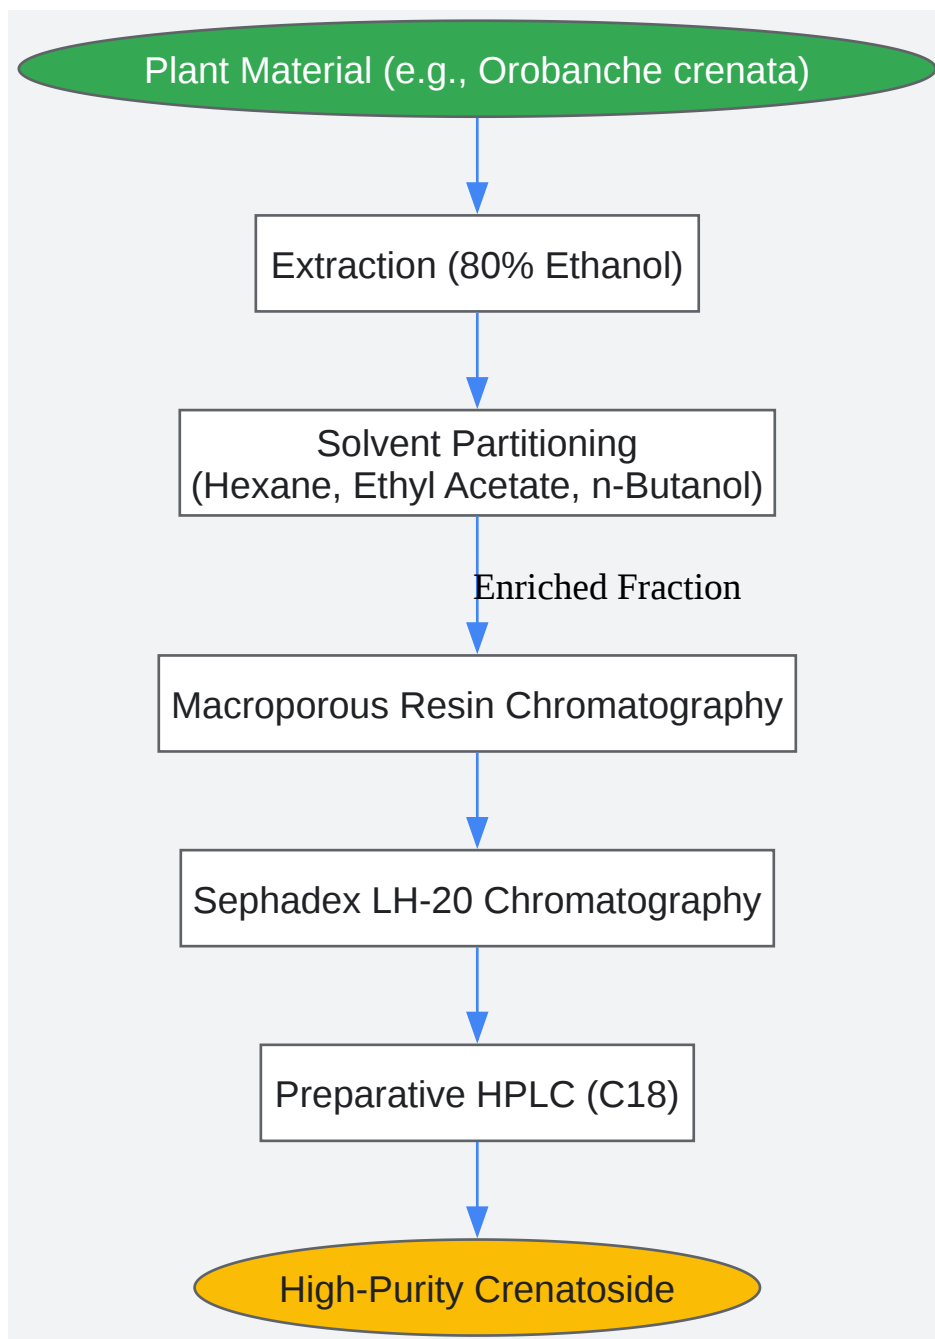 Plant Material (e.g., Orobanche crenata)
Extraction (80% Ethanol)
Solvent Partitioning
(Hexane, Ethyl Acetate, n-Butanol)
Enriched Fraction
Macroporous Resin Chromatography
Sephadex LH-20 Chromatography
Preparative HPLC (C18)
High-Purity Crenatoside